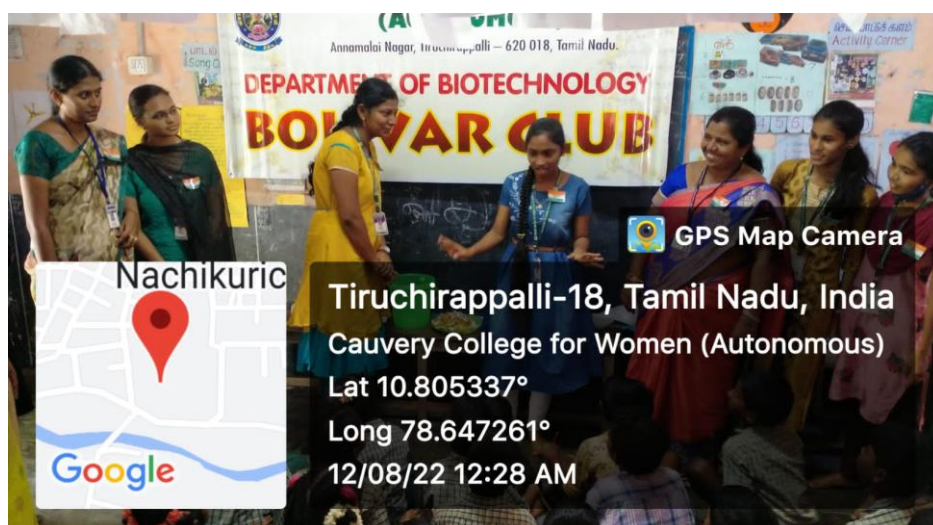 Annamalai Nagar, Tiruchirappalli – 620 018, Tamil Nadu.
DEPARTMENT OF BIOTECHNOLOGY
CLUB
Activity Corner
Song
GPS Map Camera
Nachikuric
Google
Tiruchirappalli-18, Tamil Nadu, India
Cauvery College for Women (Autonomous)
Lat 10.805337°
Long 78.647261°
12/08/22 12:28 AM